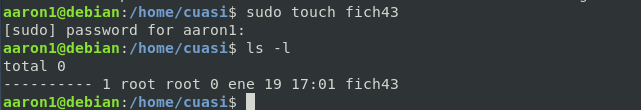 aaron1@debian:/home/cuasi$ sudo touch fich43
[sudo] password for aaron1:
aaron1@debian:/home/cuasi$ ls -l
total 0
---------- 1 root root 0 ene 19 17:01 fich43
aaron1@debian:/home/cuasi$